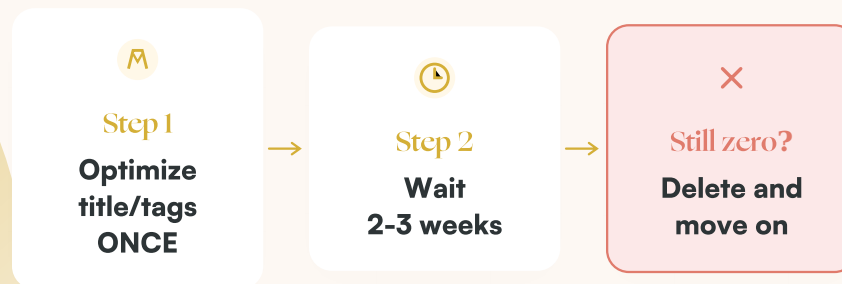 Step 1
Optimize
title/tags
ONCE
Step 2
Wait
2-3 weeks
Still zero?
Delete and
move on